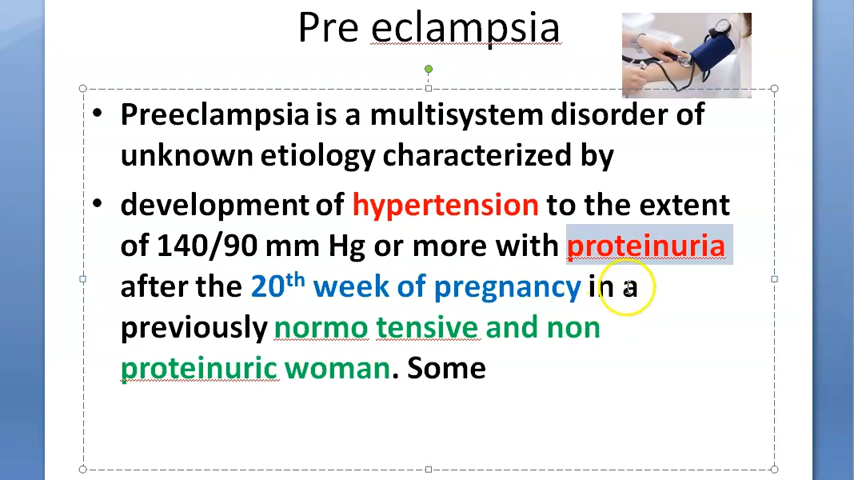 Pre eclampsia
• Preeclampsia is a multisystem disorder of
unknown etiology characterized by
• development of hypertension to the extent
of 140/90 mm Hg or more with proteinuria
after the 20th week of pregnancy in a
previously normo tensive and non
proteinuric woman. Some